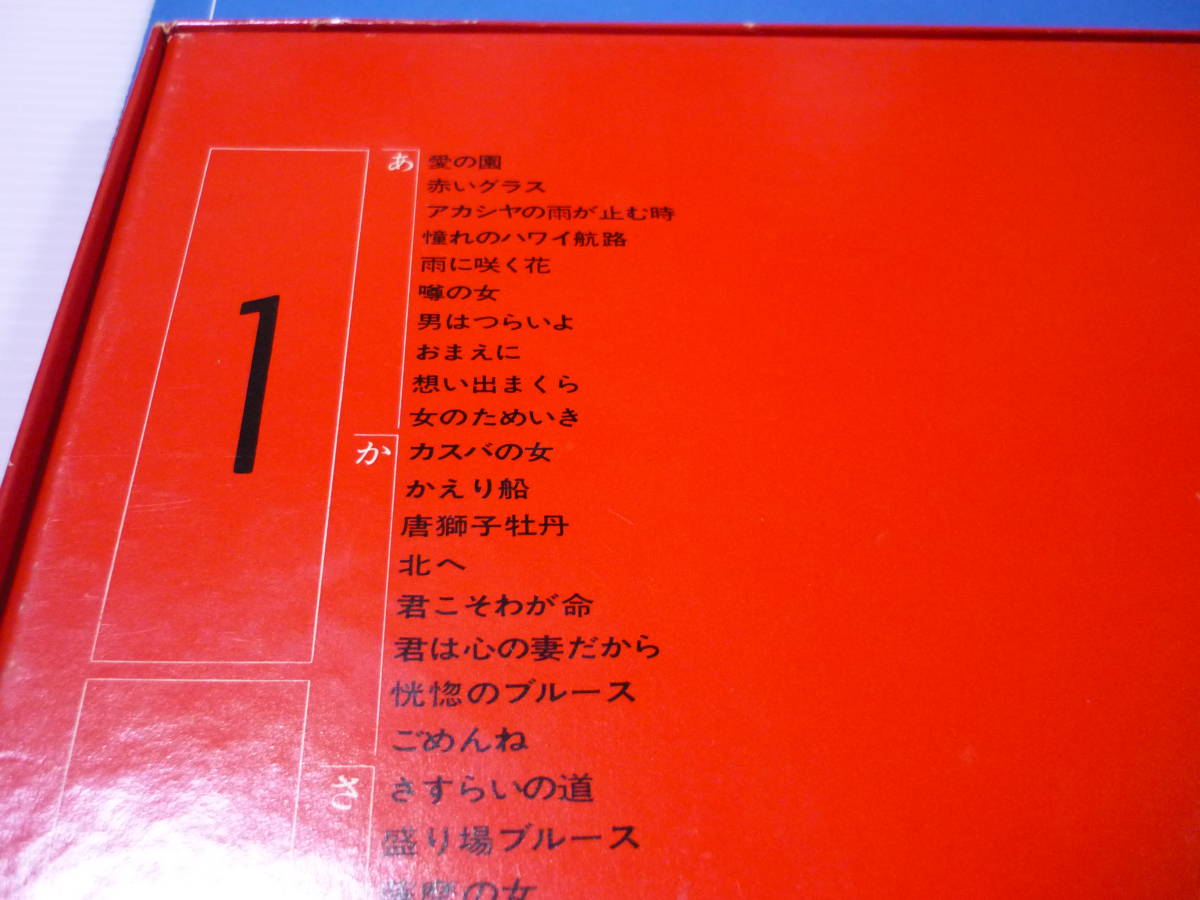 1
あ
愛の園
赤いグラス
アカシヤの雨が止む時
憧れのハワイ航路
雨に咲く花
噂の女
男はつらいよ
おまえに
想い出まくら
女のためいき
か
カスバの女
かえり船
唐獅子牡丹
北へ
君こそわが命
君は心の妻だから
恍惚のブルース
ごめんね
さ
さすらいの道
盛り場ブルース
薩摩の女